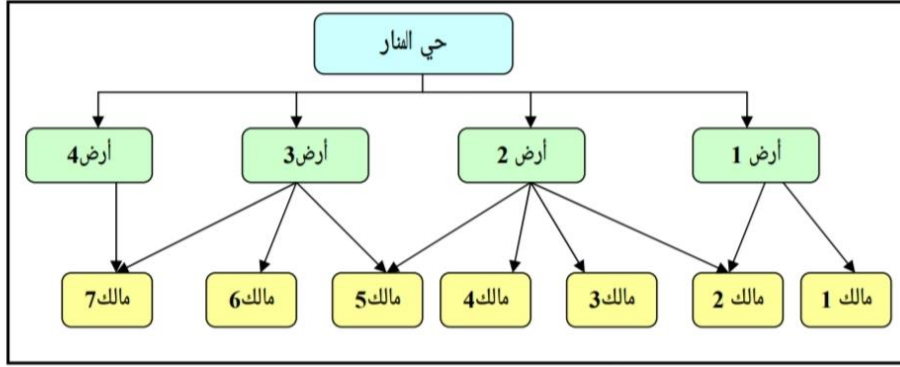 حي المنار
أرض 1
أرض 2
أرض3
أرض4
مالك 1
مالك 2
مالك3
مالك4
مالك5
مالك6
مالك7